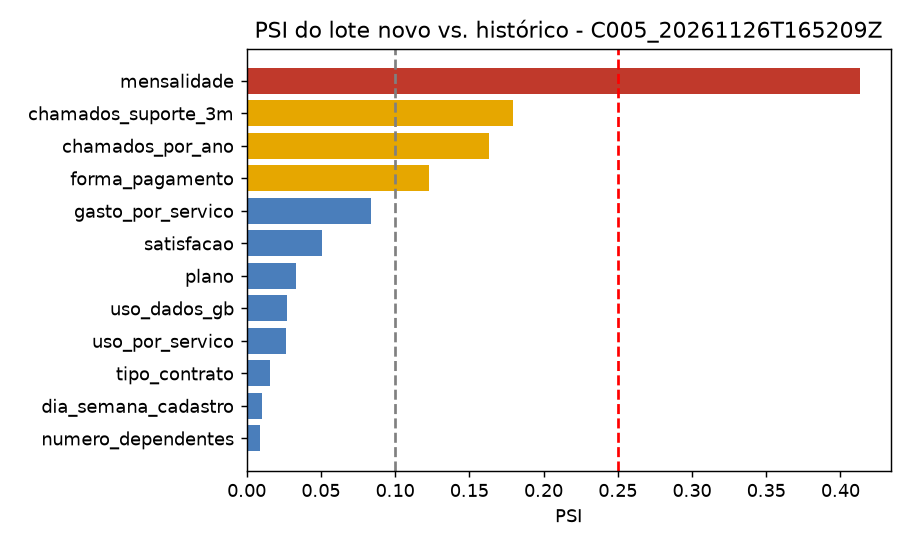 PSI do lote novo vs. histórico - C005_20261126T165209Z
mensalidade
chamados_suporte_3m
chamados_por_ano
forma_pagamento
gasto_por_servico
satisfacao
plano
uso_dados_gb
uso_por_servico
tipo_contrato
dia_semana_cadastro
numero_dependentes
0.00 0.05 0.10 0.15 0.20 0.25 0.30 0.35 0.40
PSI